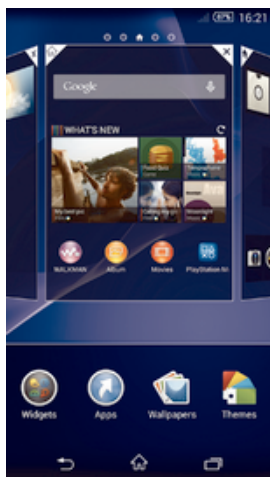 67% 16:21
Google
WHAT'S NEW
WALKMAN Album Movies PlayStation M
Widgets Apps Wallpapers Themes